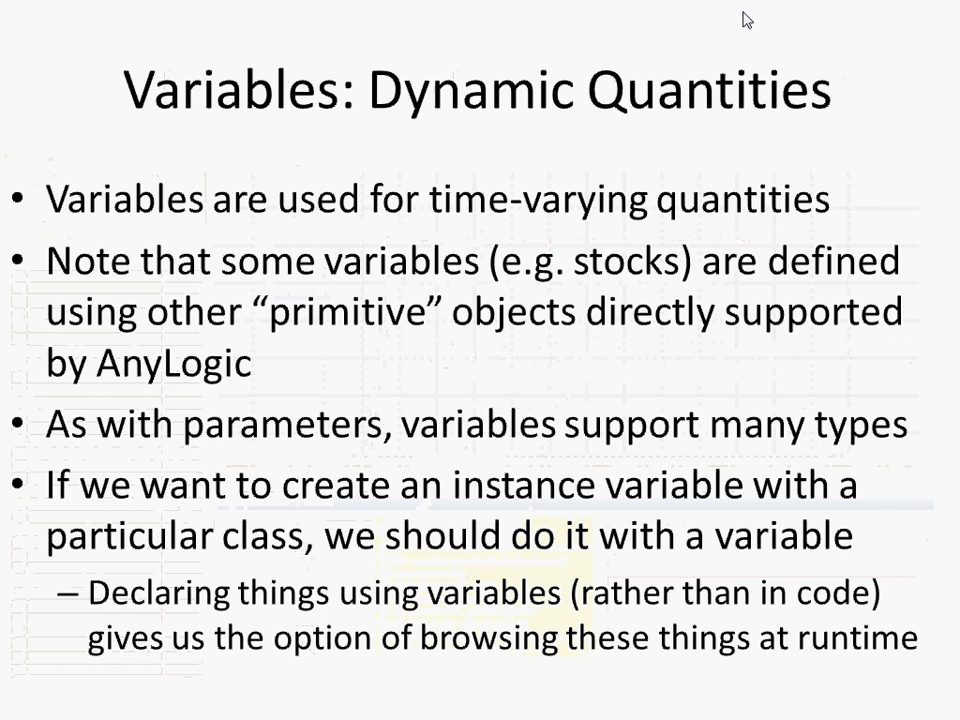 Variables: Dynamic Quantities
• Variables are used for time-varying quantities
• Note that some variables (e.g. stocks) are defined
using other “primitive” objects directly supported
by AnyLogic
• As with parameters, variables support many types
• If we want to create an instance variable with a
particular class, we should do it with a variable
– Declaring things using variables (rather than in code)
gives us the option of browsing these things at runtime